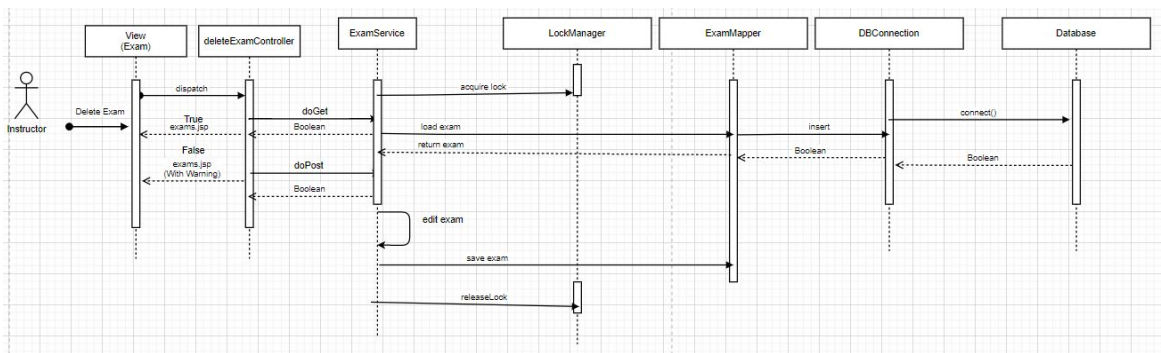 View
(Exam)
deleteExamController
ExamService
LockManager
ExamMapper
DBConnection
Database
dispatch
acquire lock
Delete Exam
doGet
connect()
True
exams.jsp
Boolean
load exam
insert
Instructor
return exam
Boolean
Boolean
False
exams.jsp
(With Warning)
doPost
Boolean
edit exam
save exam
releaseLock